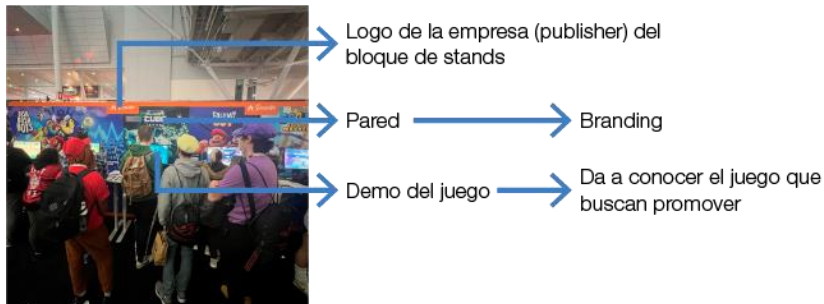 Logo de la empresa (publisher) del
bloque de stands
Pared
Branding
Demo del juego
Da a conocer el juego que
buscan promover